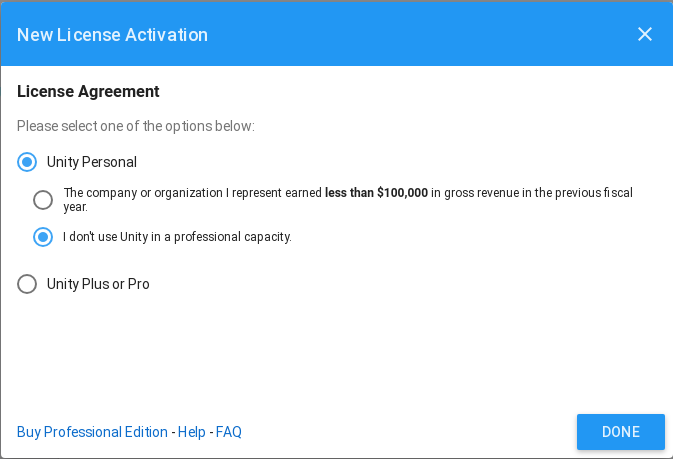 New License Activation
License Agreement
Please select one of the options below:
Unity Personal
The company or organization I represent earned less than $100,000 in gross revenue in the previous fiscal
year.
I don't use Unity in a professional capacity.
Unity Plus or Pro
Buy Professional Edition - Help - FAQ
DONE